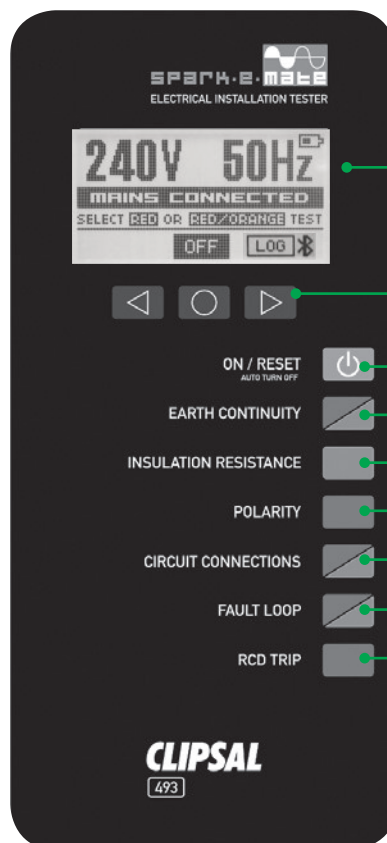 spark·e·mate
ELECTRICAL INSTALLATION TESTER
240V 50Hz
MAINS CONNECTED
SELECT RED OR RED/ORANGE TEST
OFF LOG
ON / RESET
AUTO TURN OFF
EARTH CONTINUITY
INSULATION RESISTANCE
POLARITY
CIRCUIT CONNECTIONS
FAULT LOOP
RCD TRIP
CLIPSAL
493